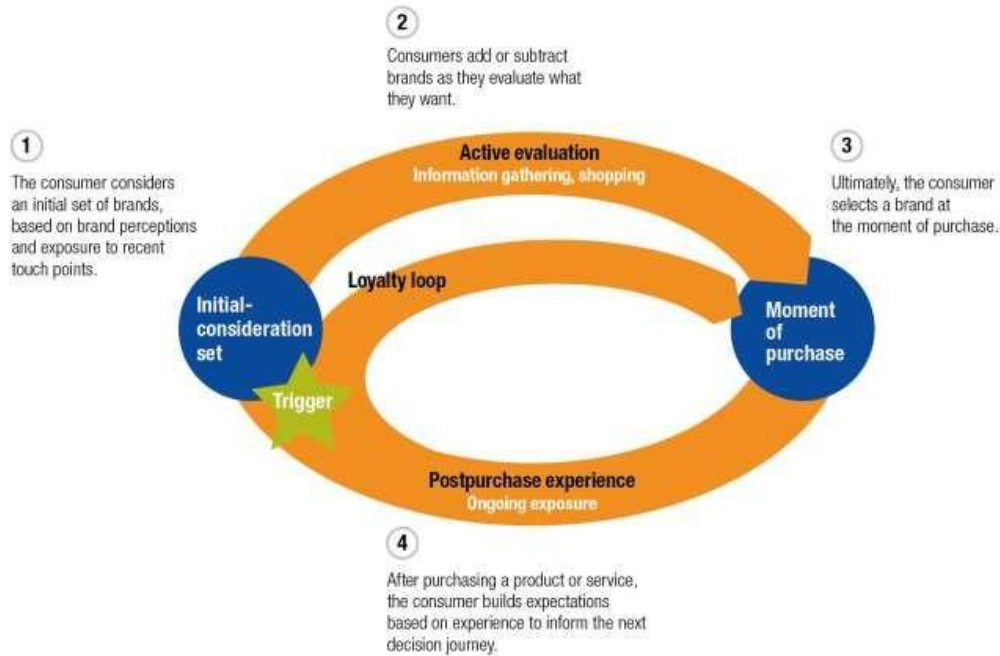 2
Consumers add or subtract
brands as they evaluate what
they want.
1
The consumer considers
an initial set of brands,
based on brand perceptions
and exposure to recent
touch points.
3
Ultimately, the consumer
selects a brand at
the moment of purchase.
Active evaluation
Information gathering, shopping
Loyalty loop
Initial-
consideration
set
Trigger
Moment
of
purchase
Postpurchase experience
Ongoing exposure
4
After purchasing a product or service,
the consumer builds expectations
based on experience to inform the next
decision journey.